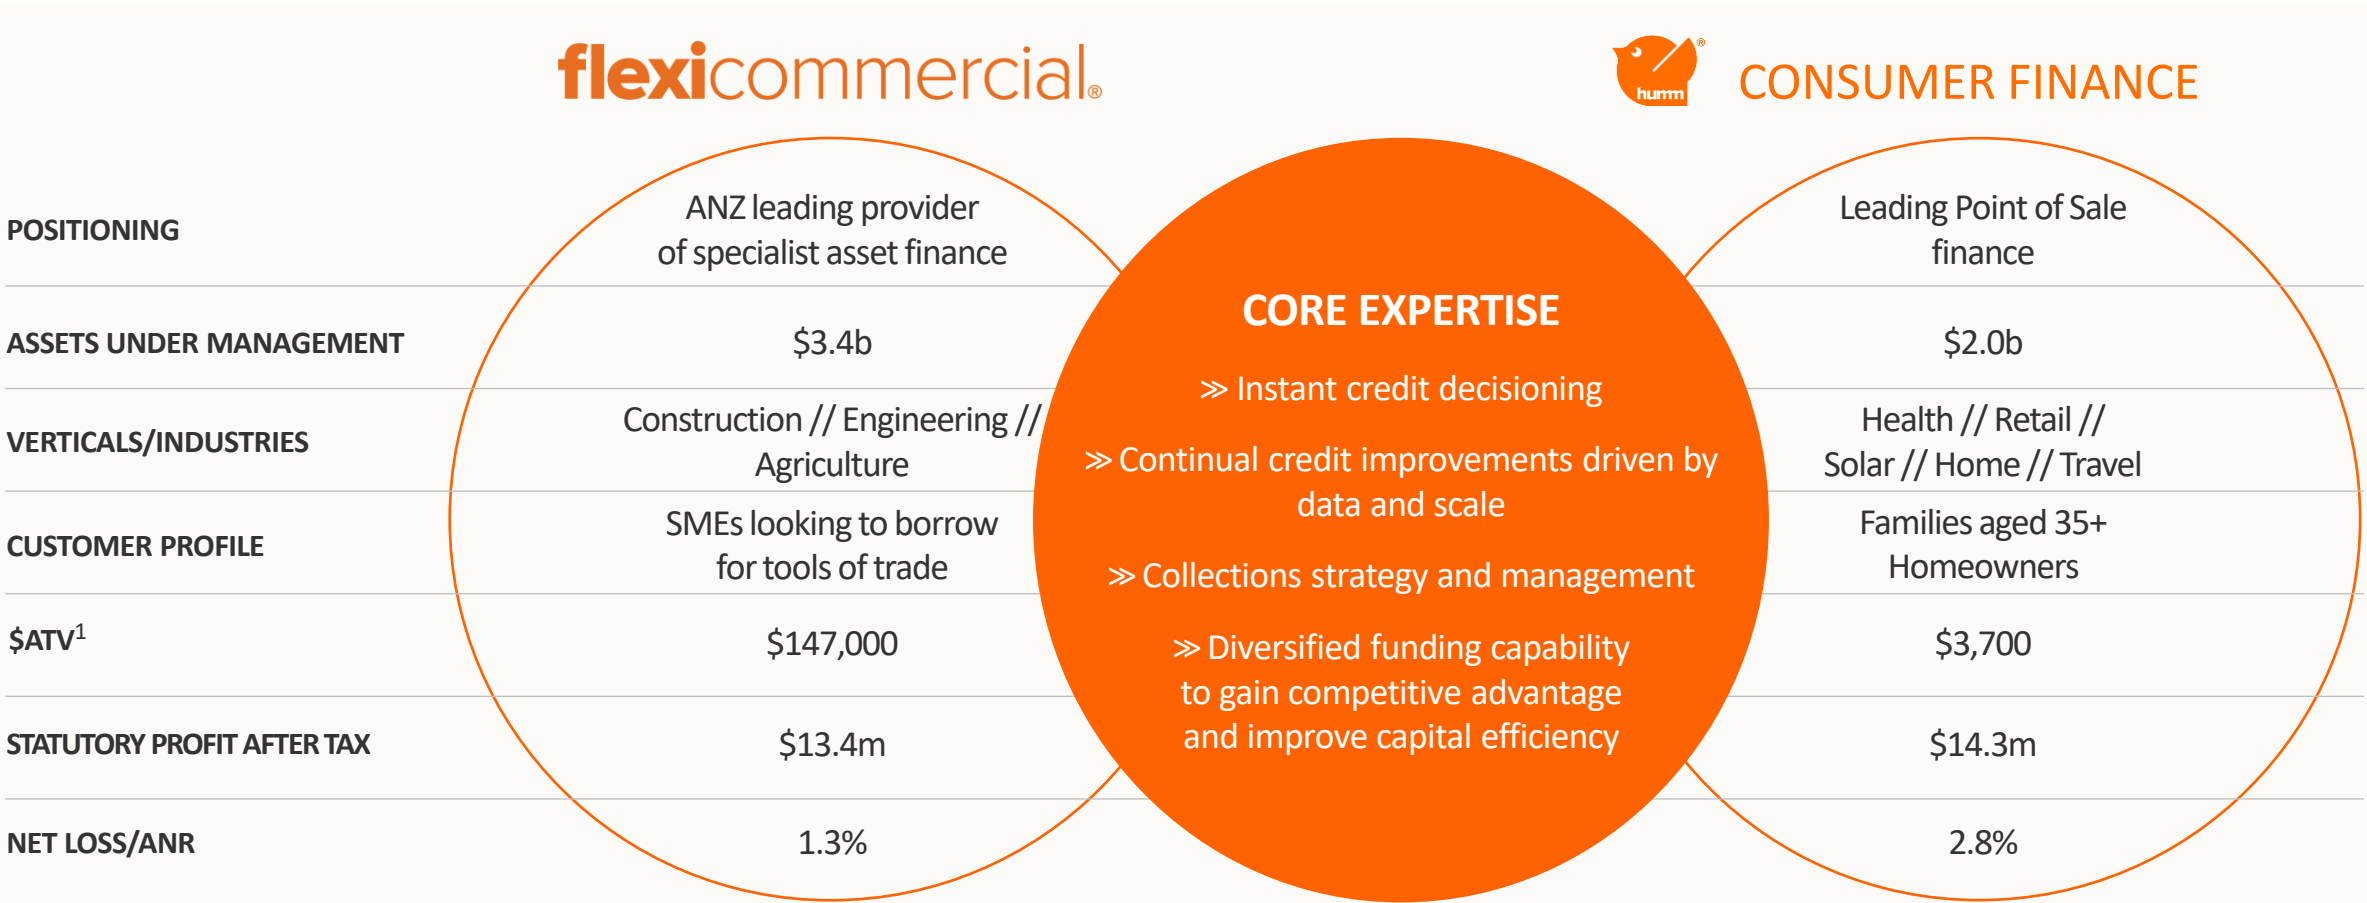 flexicommercial®
humm®
CONSUMER FINANCE
POSITIONING
ANZ leading provider
of specialist asset finance
Leading Point of Sale
finance
ASSETS UNDER MANAGEMENT
$3.4b
$2.0b
VERTICALS/INDUSTRIES
Construction // Engineering //
Agriculture
Health // Retail //
Solar // Home // Travel
CUSTOMER PROFILE
SMEs looking to borrow
for tools of trade
Families aged 35+
Homeowners
$ATV¹
$147,000
$3,700
STATUTORY PROFIT AFTER TAX
$13.4m
$14.3m
NET LOSS/ANR
1.3%
2.8%
CORE EXPERTISE
≫ Instant credit decisioning
≫ Continual credit improvements driven by
data and scale
≫ Collections strategy and management
≫ Diversified funding capability
to gain competitive advantage
and improve capital efficiency